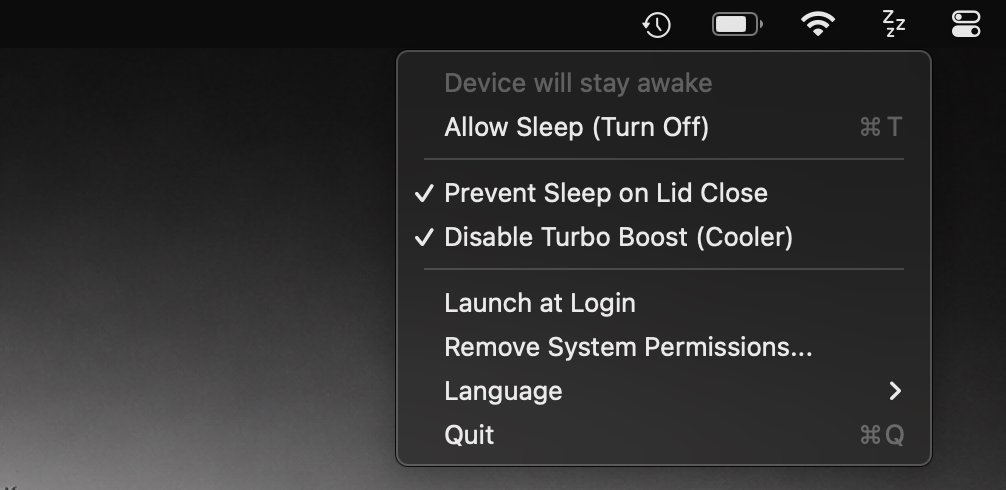 Zzz
Device will stay awake
Allow Sleep (Turn Off) ⌘ T
Prevent Sleep on Lid Close
Disable Turbo Boost (Cooler)
Launch at Login
Remove System Permissions...
Language
Quit ⌘ Q